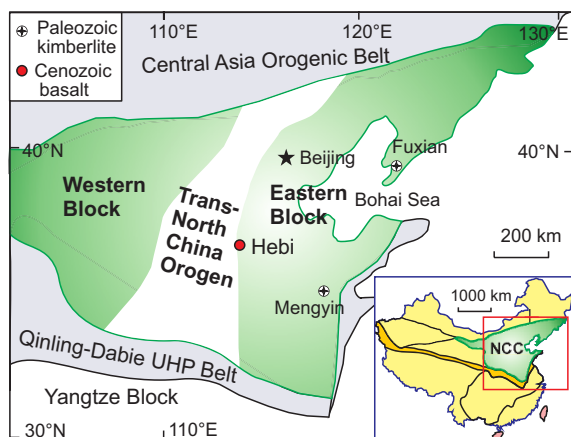 110°E
120°E
130°E
Paleozoic
kimberlite
Cenozoic
basalt
Central Asia Orogenic Belt
40°N
40°N
Fuxian
Beijing
Western
Block
Eastern
Block
Trans-
North
China
Orogen
Bohai Sea
Hebi
200 km
Mengyin
1000 km
NCC
Qinling-Dabie UHP Belt
Yangtze Block
30°N
110°E